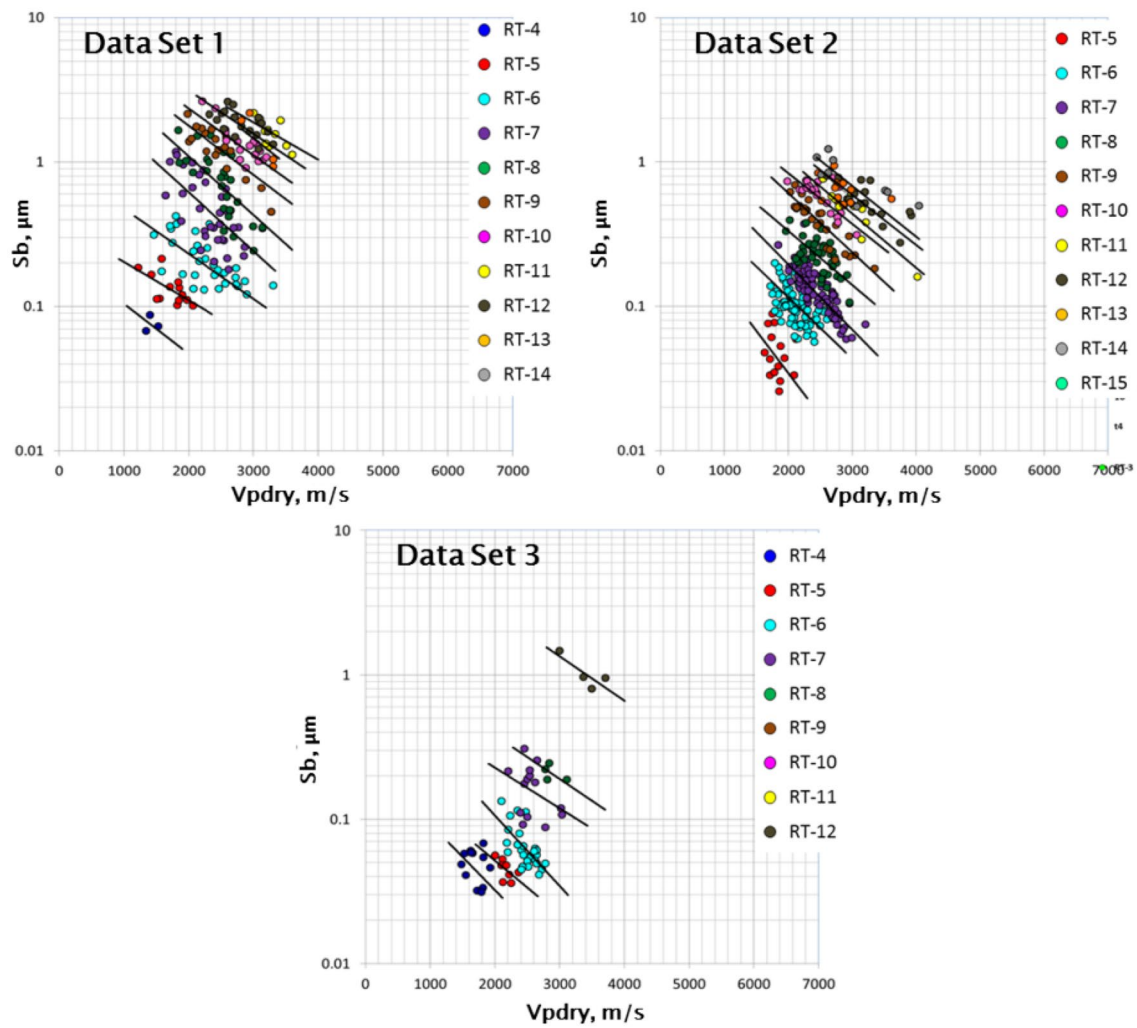 Data Set 1
10
1
0.1
0.01
Sb, µm
0 1000 2000 3000 4000 5000 6000 7000
Vpdry, m/s
RT-4
RT-5
RT-6
RT-7
RT-8
RT-9
RT-10
RT-11
RT-12
RT-13
RT-14
Data Set 2
10
1
0.1
0.01
Sb, µm
0 1000 2000 3000 4000 5000 6000 7000
Vpdry, m/s
RT-5
RT-6
RT-7
RT-8
RT-9
RT-10
RT-11
RT-12
RT-13
RT-14
RT-15
t4
RT-3
Data Set 3
10
1
0.1
0.01
Sb, µm
0 1000 2000 3000 4000 5000 6000 7000
Vpdry, m/s
RT-4
RT-5
RT-6
RT-7
RT-8
RT-9
RT-10
RT-11
RT-12